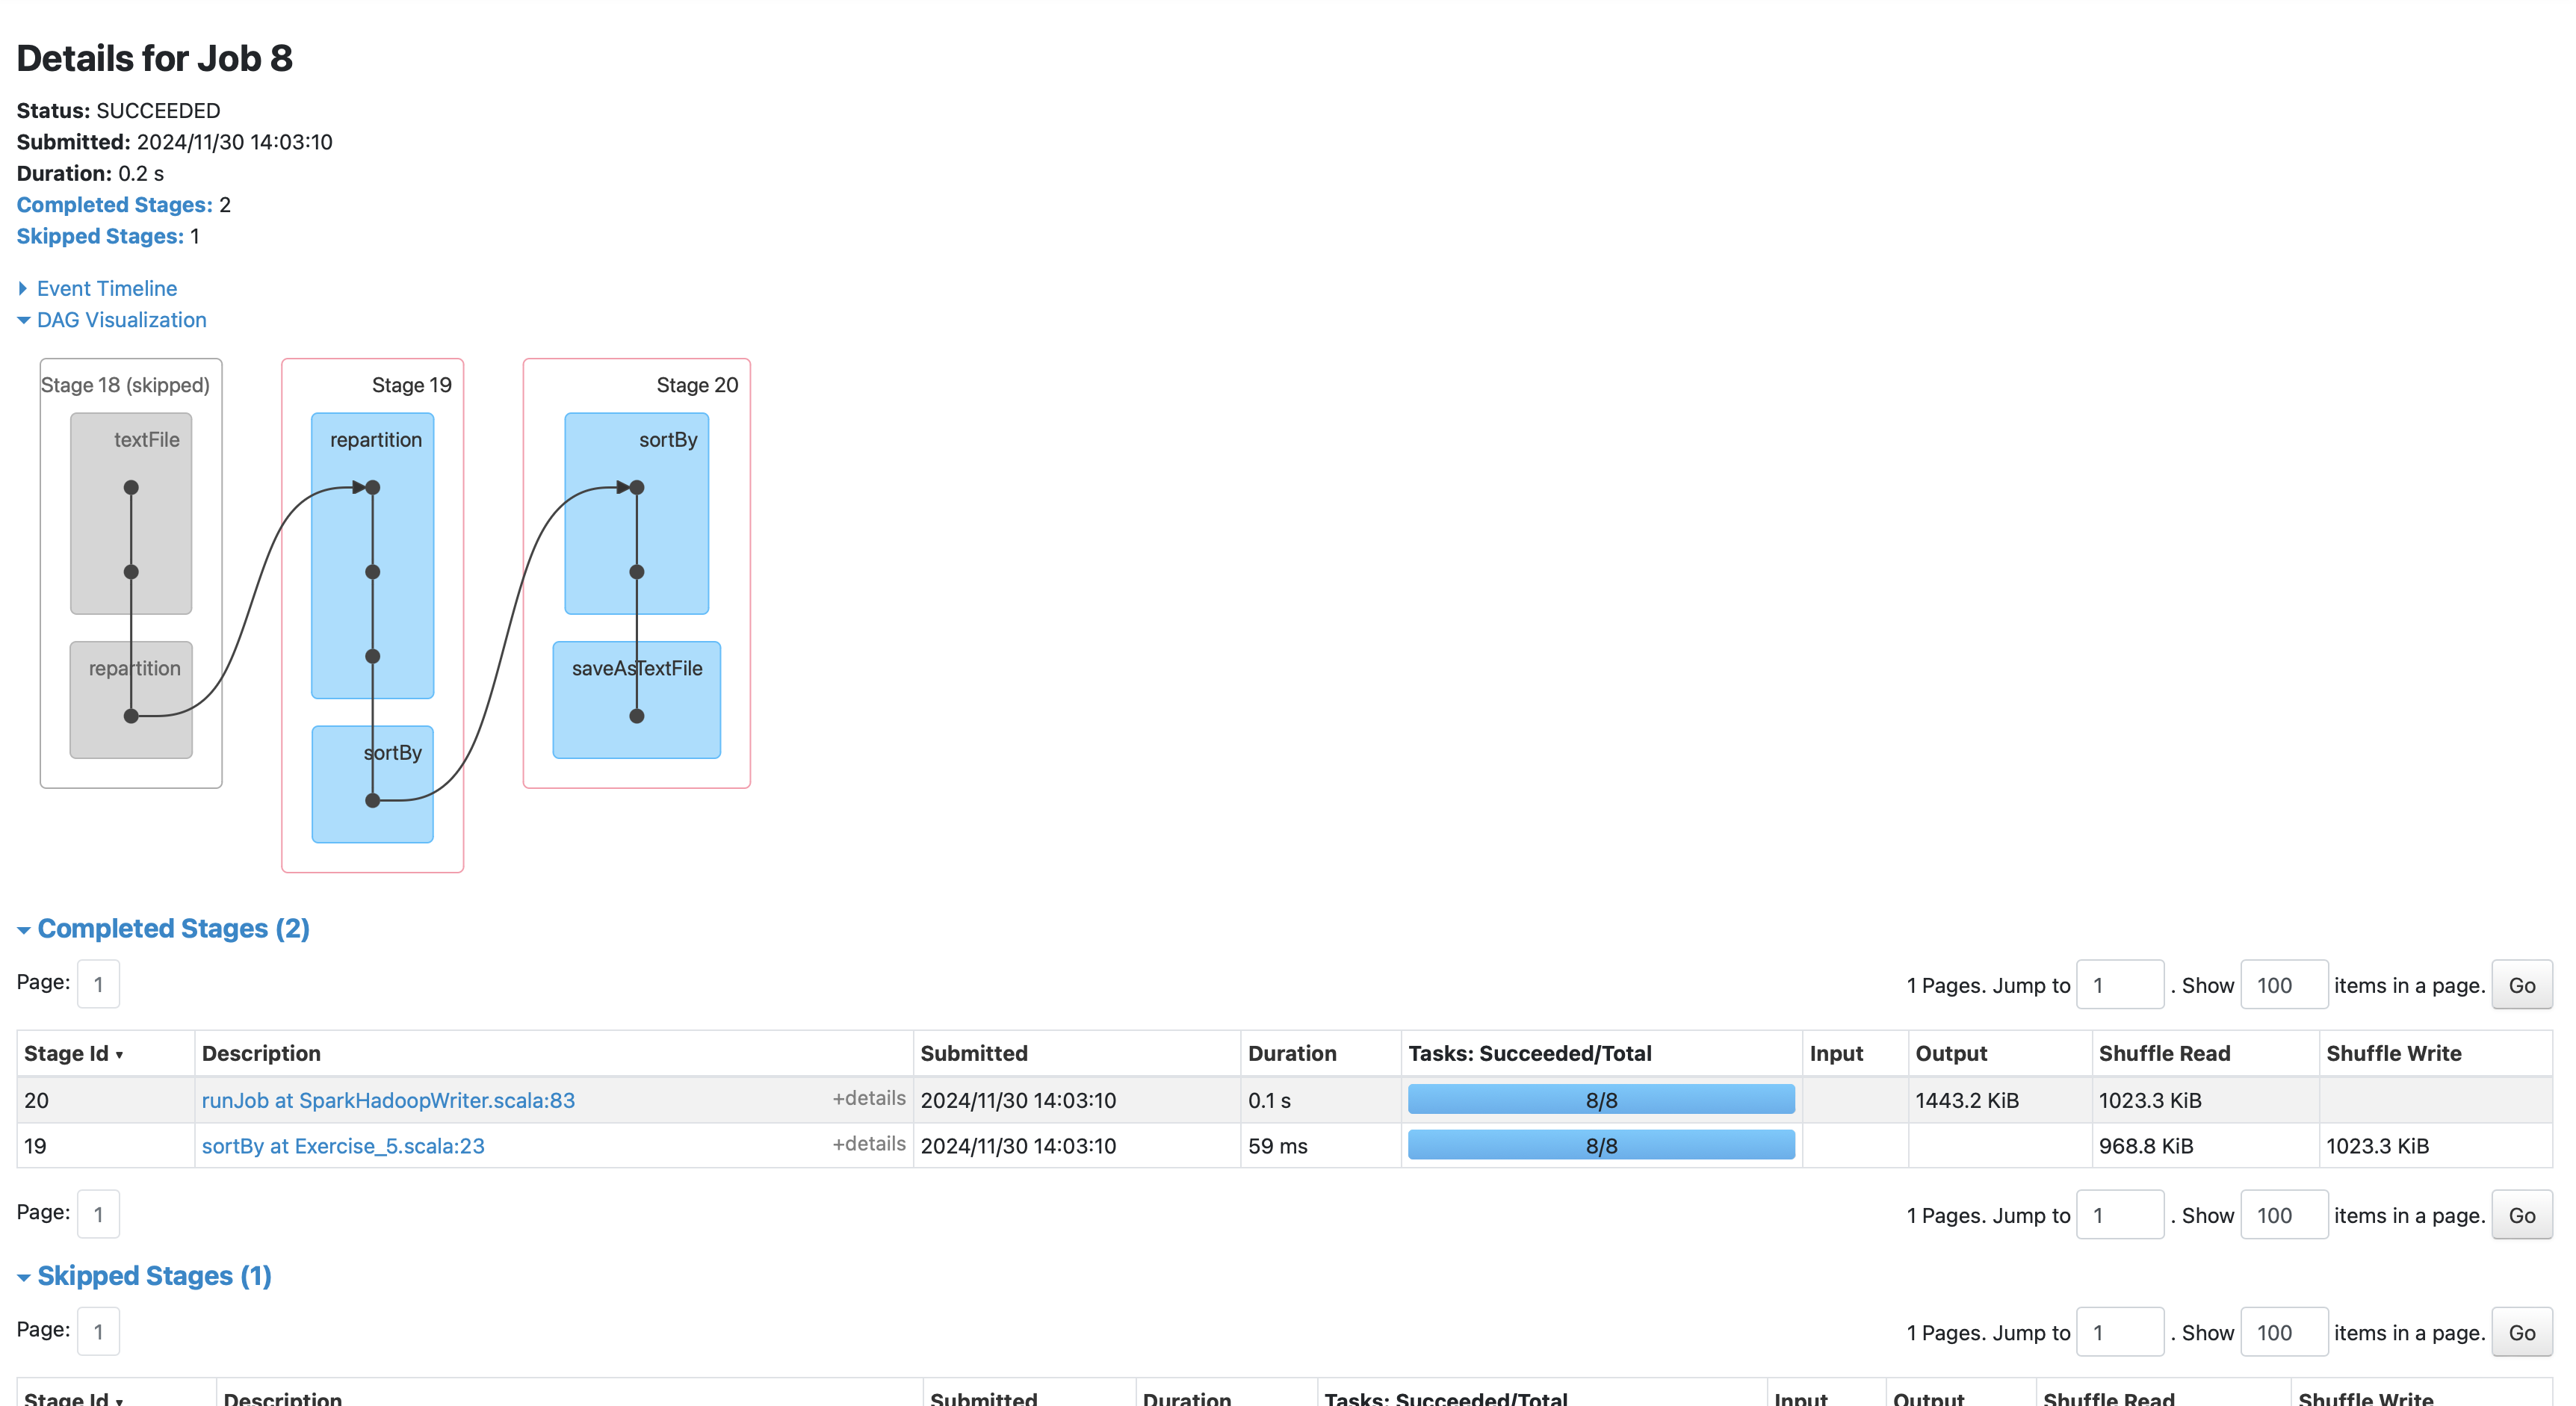 Details for Job 8
Status: SUCCEEDED
Submitted: 2024/11/30 14:03:10
Duration: 0.2 s
Completed Stages: 2
Skipped Stages: 1
Event Timeline
DAG Visualization
Stage 18 (skipped)
textFile
repartition
Stage 19
repartition
sortBy
Stage 20
sortBy
saveAsTextFile
Completed Stages (2)
Page: 1 1 Pages. Jump to 1 . Show 100 items in a page. Go
Stage Id ▾ Description Submitted Duration Tasks: Succeeded/Total Input Output Shuffle Read Shuffle Write
20 runJob at SparkHadoopWriter.scala:83 +details 2024/11/30 14:03:10 0.1 s 8/8 1443.2 KiB 1023.3 KiB
19 sortBy at Exercise_5.scala:23 +details 2024/11/30 14:03:10 59 ms 8/8 968.8 KiB 1023.3 KiB
Page: 1 1 Pages. Jump to 1 . Show 100 items in a page. Go
Skipped Stages (1)
Page: 1 1 Pages. Jump to 1 . Show 100 items in a page. Go
Stage Id ▾ Description Submitted Duration Tasks: Succeeded/Total Input Output Shuffle Read Shuffle Write